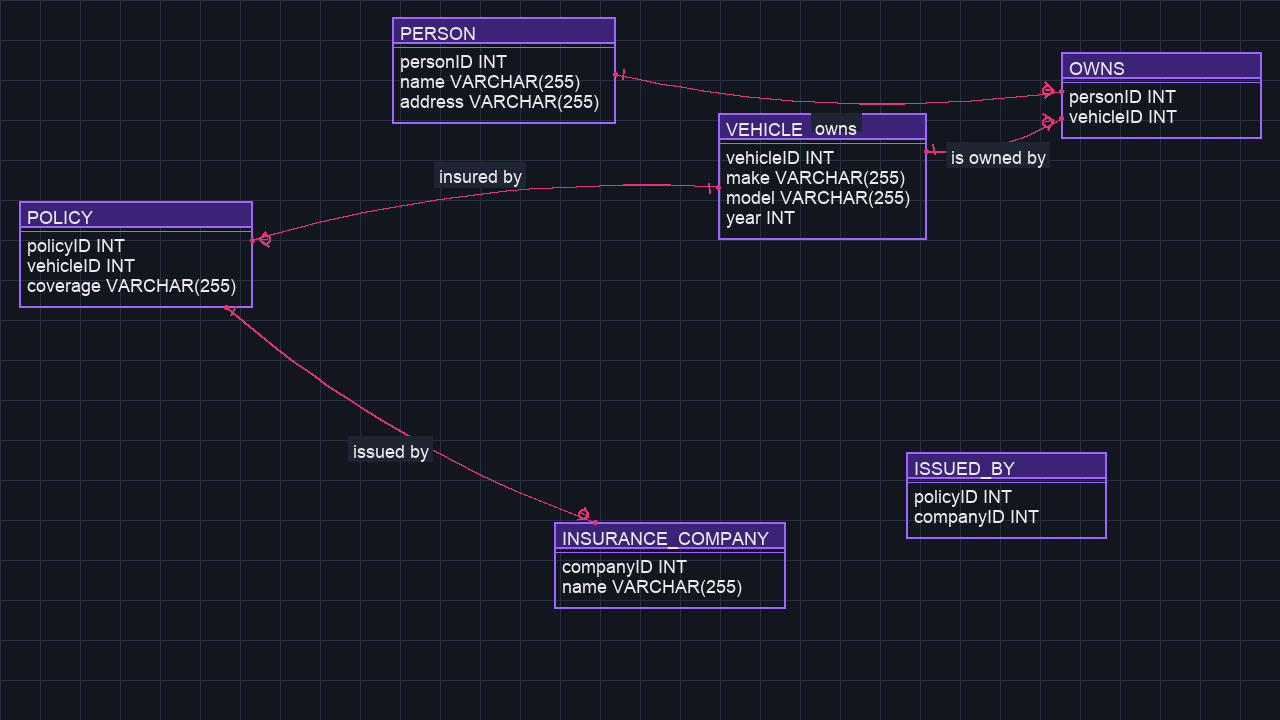 PERSON
personID INT
name VARCHAR(255)
address VARCHAR(255)
OWNS
personID INT
vehicleID INT
VEHICLE
owns
vehicleID INT
make VARCHAR(255)
model VARCHAR(255)
year INT
is owned by
insured by
POLICY
policyID INT
vehicleID INT
coverage VARCHAR(255)
issued by
ISSUED_BY
policyID INT
companyID INT
INSURANCE_COMPANY
companyID INT
name VARCHAR(255)